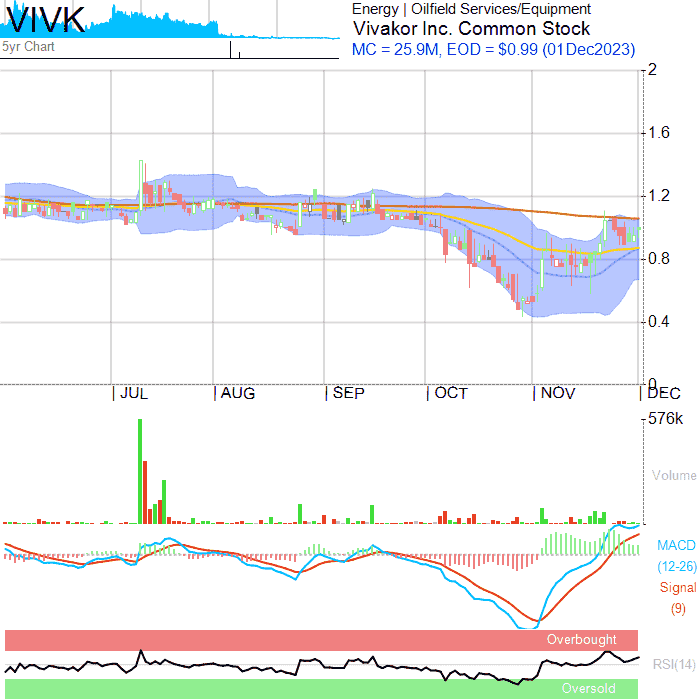 VIVK
5yr Chart
Energy | Oilfield Services/Equipment
Vivakor Inc. Common Stock
MC = 25.9M, EOD = $0.99 (01Dec2023)
2
1.6
1.2
0.8
0.4
0
JUL AUG SEP OCT NOV DEC
576k
Volume
MACD
(12-26)
Signal
(9)
Overbought
RSI(14)
Oversold